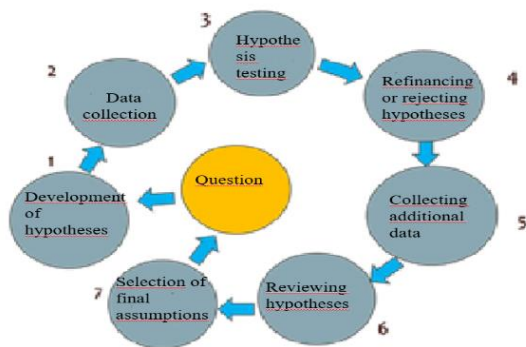 3
Hypothe
sis
testing
2
Data
collection
4
Refinancing
or rejecting
hypotheses
1
Development
of
hypotheses
Question
Collecting
additional
data
5
7
Selection of
final
assumptions
Reviewing
hypotheses
6